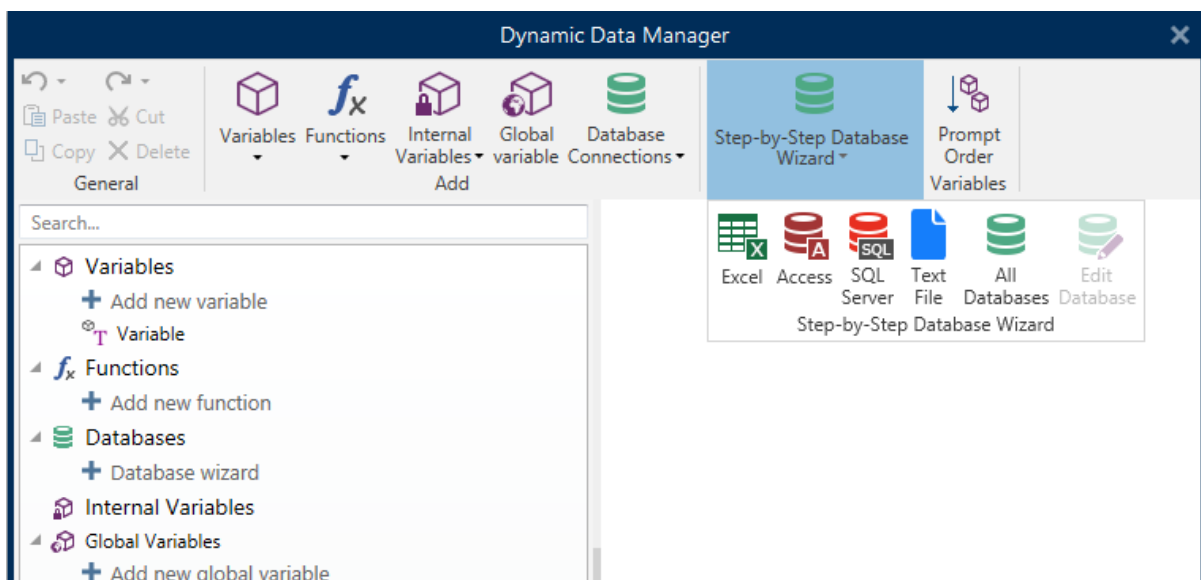 Dynamic Data Manager
Paste Cut
Copy Delete
General
Variables
Functions
Internal
Variables
Global
variable
Database
Connections
Add
Step-by-Step Database
Wizard
Prompt
Order
Variables
Excel
Access
SQL
SQL
Server
Text
File
All
Databases
Edit
Database
Step-by-Step Database Wizard
Search...
Variables
Add new variable
Variable
Functions
Add new function
Databases
Database wizard
Internal Variables
Global Variables
Add new global variable